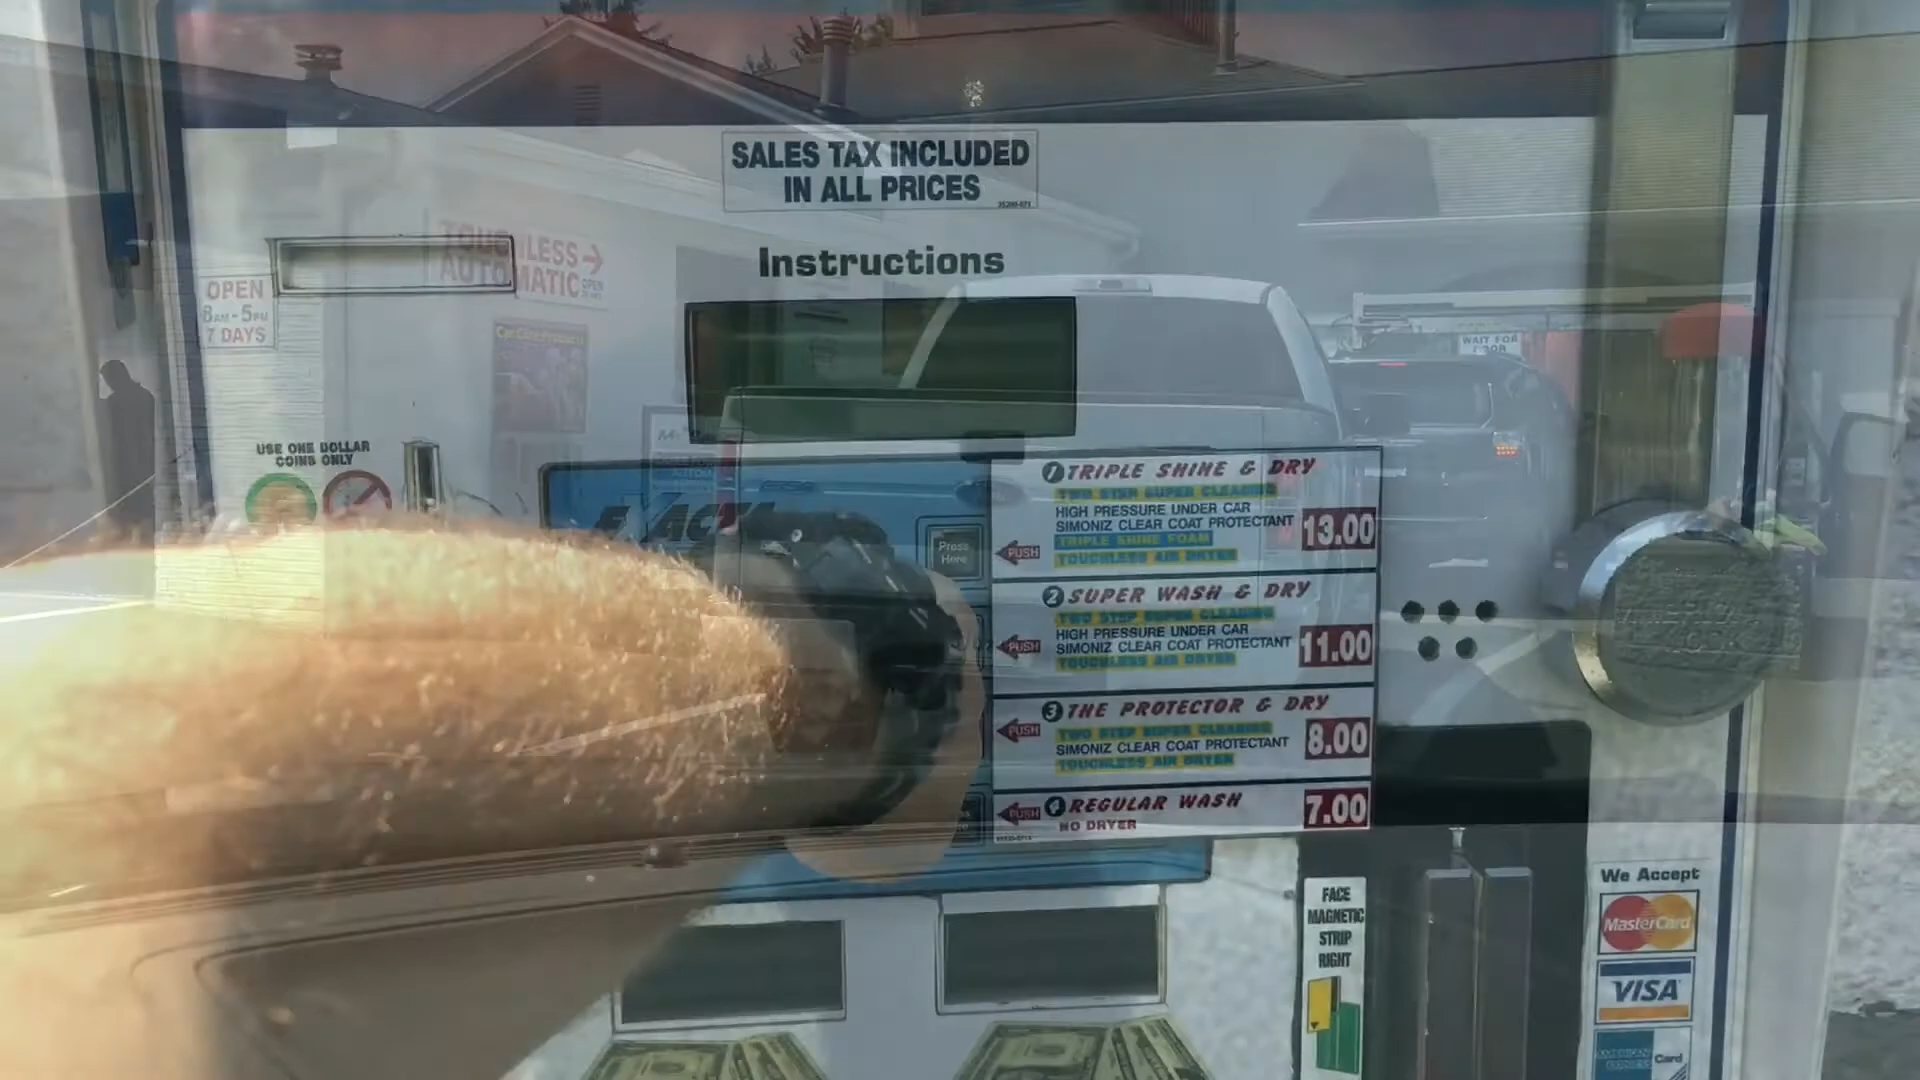 SALES TAX INCLUDED
IN ALL PRICES
Instructions
TOUCHLESS
AUTOMATIC
OPEN
OPEN
8AM-5PM
7 DAYS
WAIT FOR
USE ONE DOLLAR
COINS ONLY
Press
Here
1 TRIPLE SHINE & DRY
TWO STEP SUPER CLEANING
HIGH PRESSURE UNDER CAR
SIMONIZ CLEAR COAT PROTECTANT
TRIPLE SHINE FOAM
TOUCHLESS AIR DRYER
PUSH
13.00
2 SUPER WASH & DRY
TWO STEP SUPER CLEANING
HIGH PRESSURE UNDER CAR
SIMONIZ CLEAR COAT PROTECTANT
TOUCHLESS AIR DRYER
PUSH
11.00
3 THE PROTECTOR & DRY
TWO STEP SUPER CLEANING
SIMONIZ CLEAR COAT PROTECTANT
TOUCHLESS AIR DRYER
PUSH
8.00
4 REGULAR WASH
NO DRYER
PUSH
7.00
FACE
MAGNETIC
STRIP
RIGHT
We Accept
MasterCard
VISA
AMERICAN
EXPRESS
Card